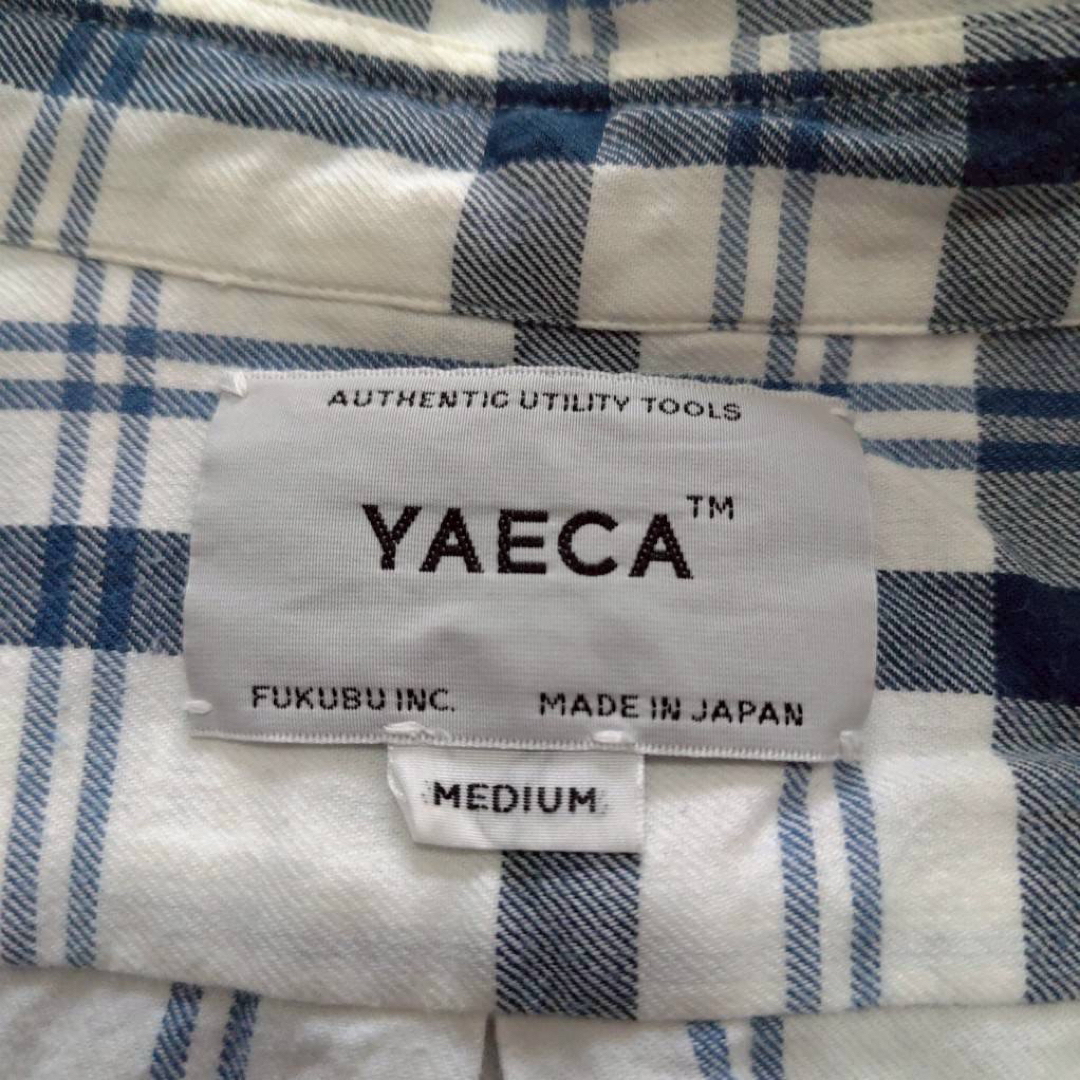 AUTHENTIC UTILITY TOOLS
YAECA™
FUKUBU INC. MADE IN JAPAN
MEDIUM